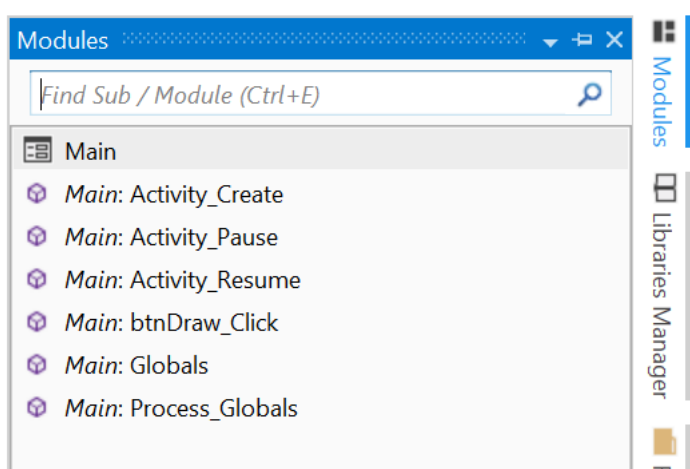 Modules
Find Sub / Module (Ctrl+E)
Main
Main: Activity_Create
Main: Activity_Pause
Main: Activity_Resume
Main: btnDraw_Click
Main: Globals
Main: Process_Globals
Modules
Libraries Manager